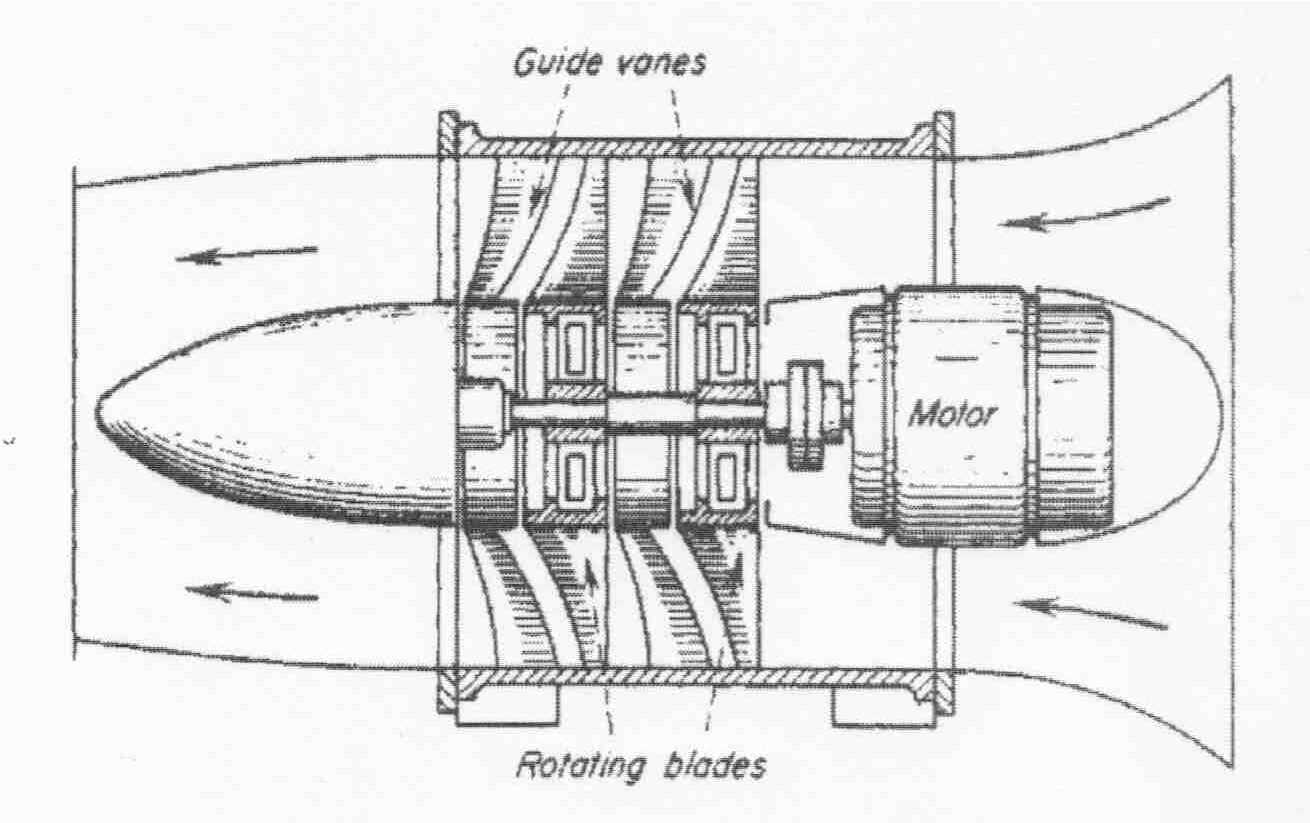 Guide vanes
Motor
Rotating blades